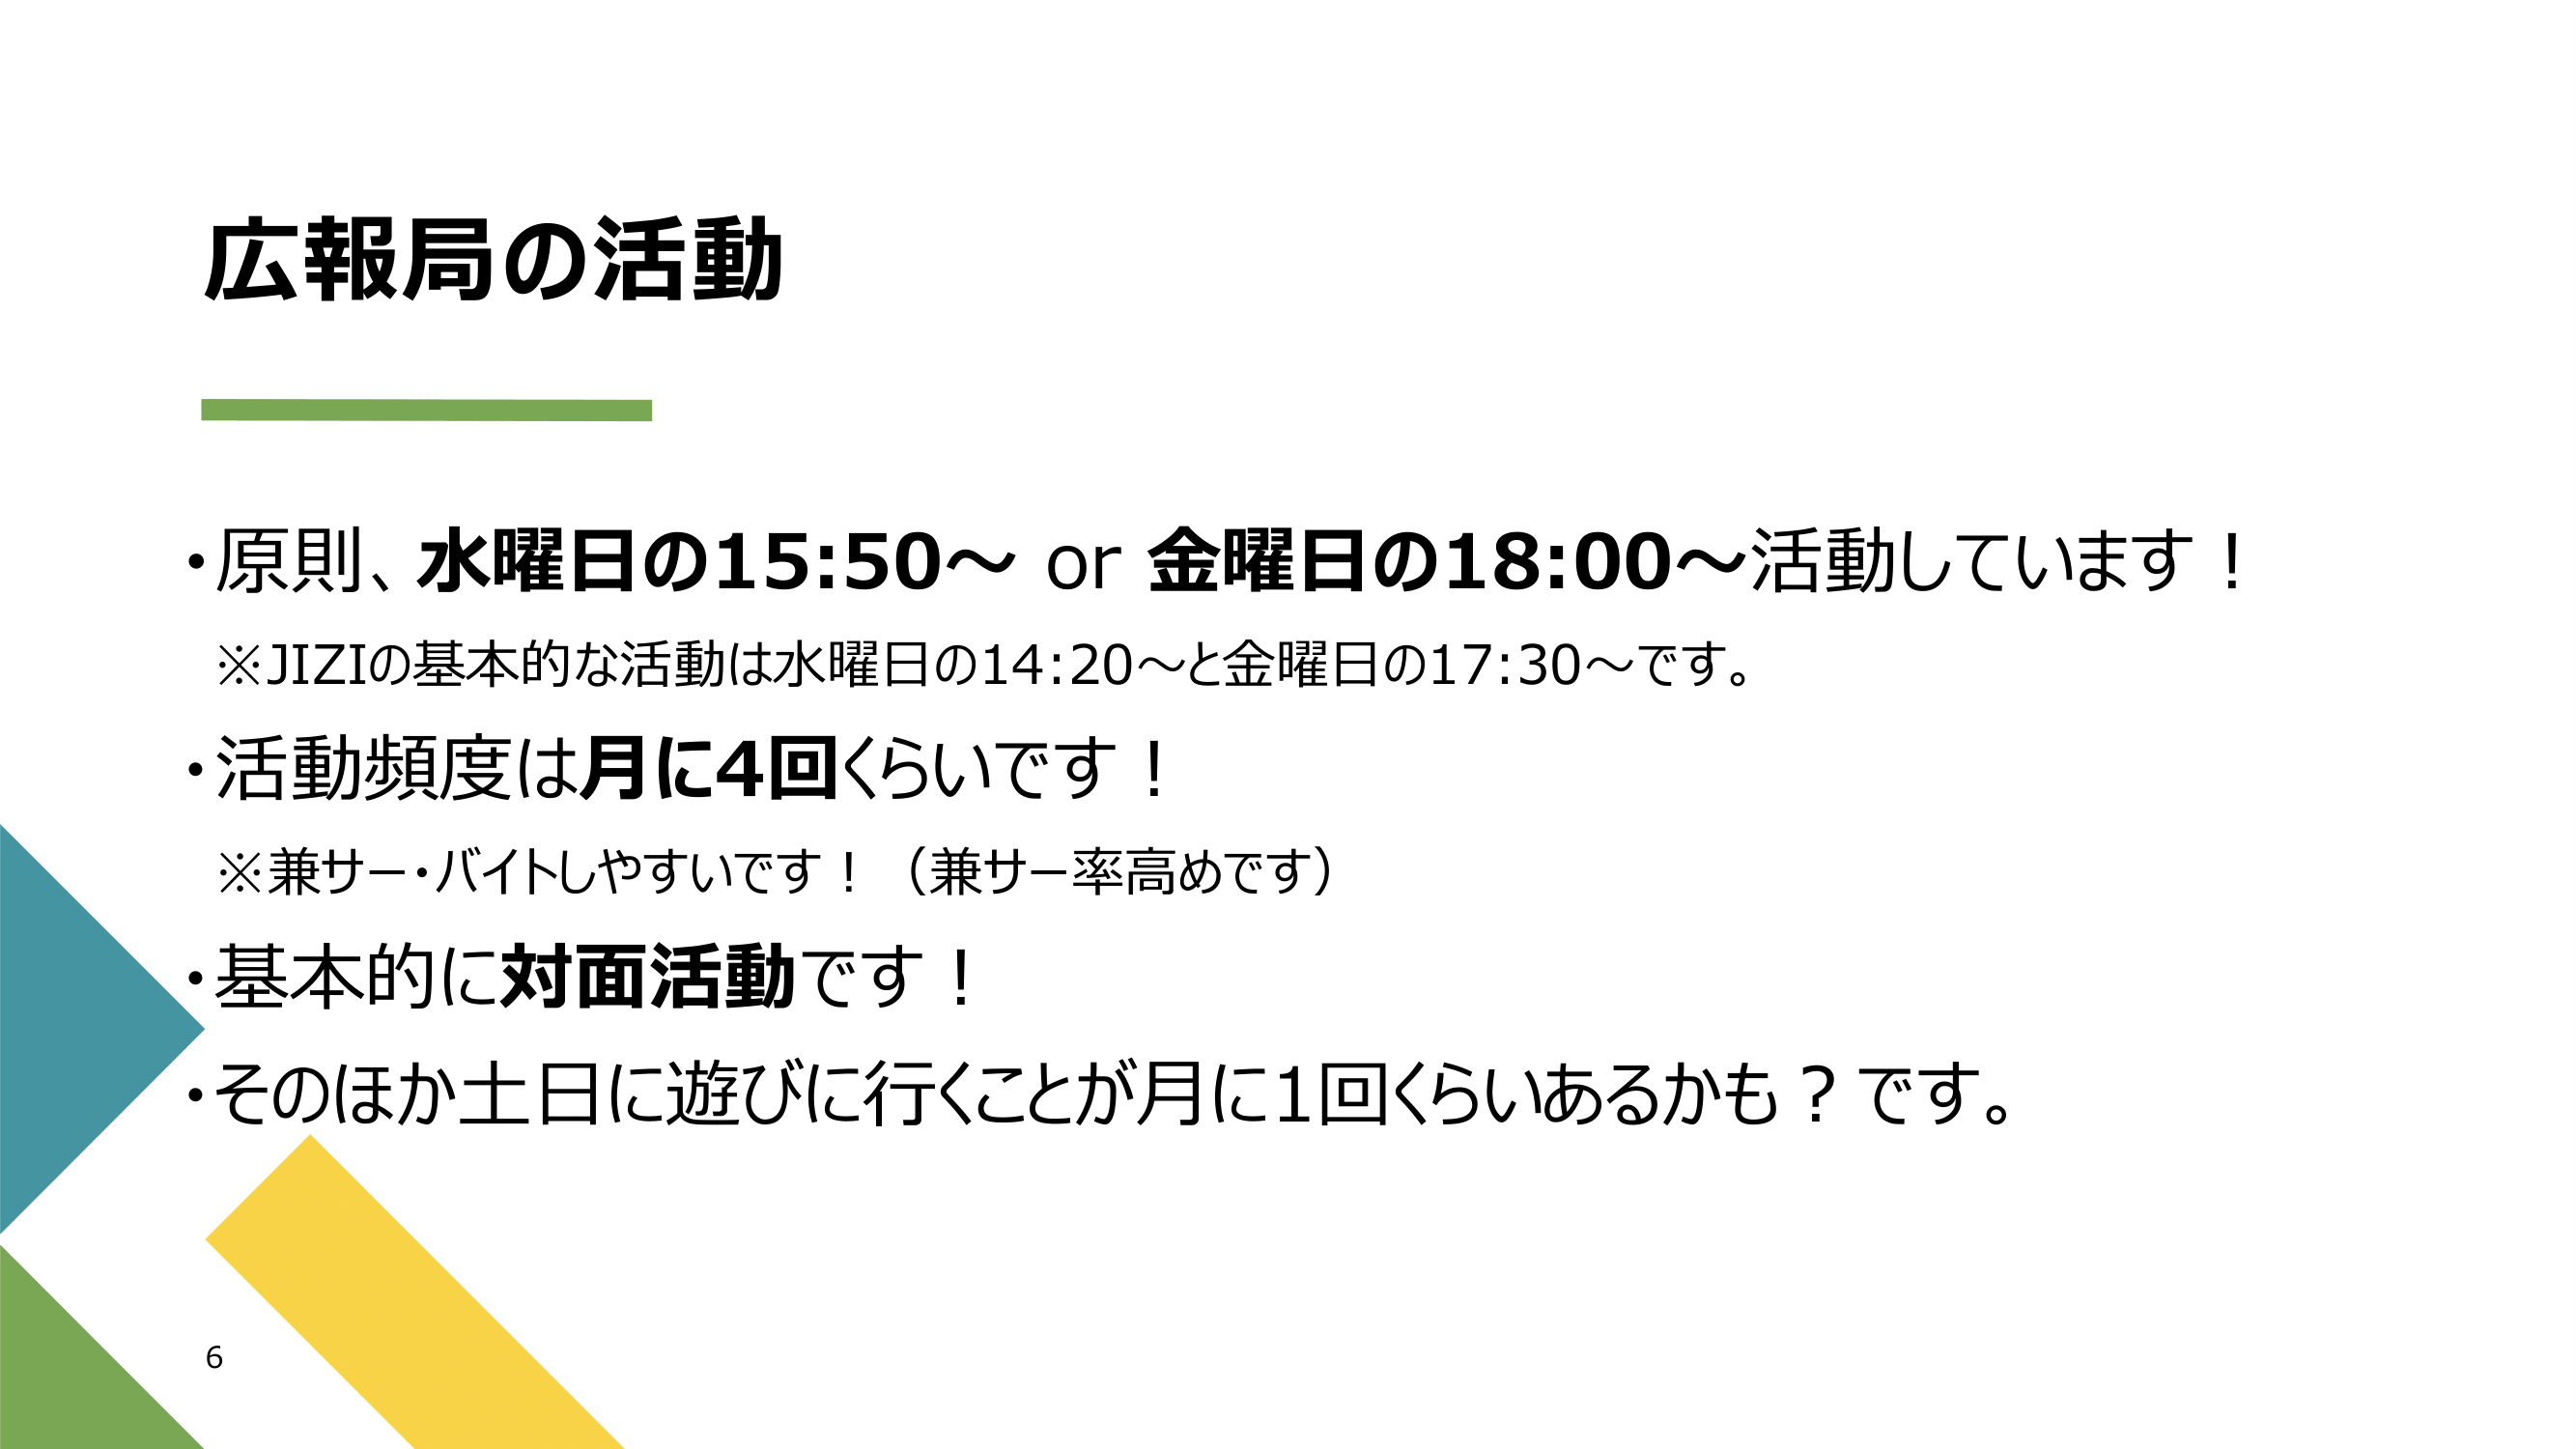 広報局の活動
・原則、水曜日の15:50～ or 金曜日の18:00～活動しています！
※JIZIの基本的な活動は水曜日の14:20～と金曜日の17:30～です。
・活動頻度は月に4回くらいです！
※兼サー・バイトしやすいです！（兼サー率高めです）
・基本的に対面活動です！
・そのほか土日に遊びに行くことが月に1回くらいあるかも？です。
6